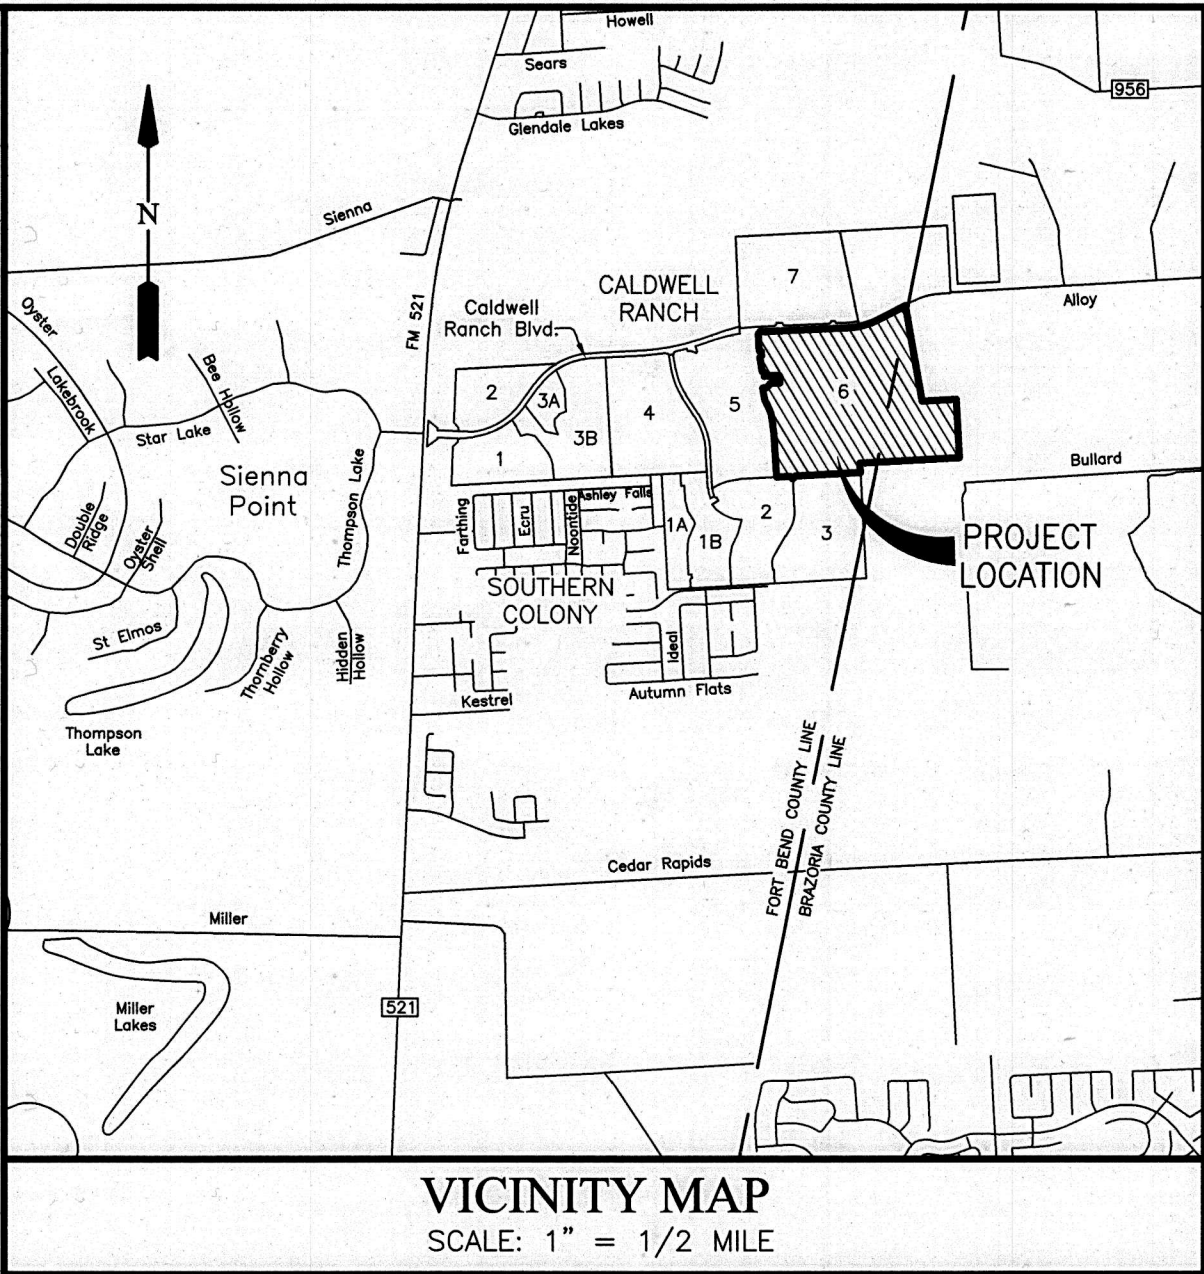 Howell
Sears
956
Glendale Lakes
N
Sienna
7
CALDWELL
RANCH
Oyster
Lakebrook
FM 521
Caldwell
Ranch Blvd.
Alloy
Bee Hollow
2
3A
4
5
6
Star Lake
3B
1
Sienna
Point
Thompson Lake
Bullard
Farthing
Ecru
Noontide
Ashley Falls
1A
1B
2
3
Double
Ridge
Oyster
Shell
PROJECT
LOCATION
SOUTHERN
COLONY
St Elmos
Thornberry
Hollow
Hidden
Hollow
Ideal
Kestrel
Autumn Flats
Thompson
Lake
FORT BEND COUNTY LINE
BRAZORIA COUNTY LINE
Cedar Rapids
Miller
Miller
Lakes
521
VICINITY MAP
SCALE: 1" = 1/2 MILE